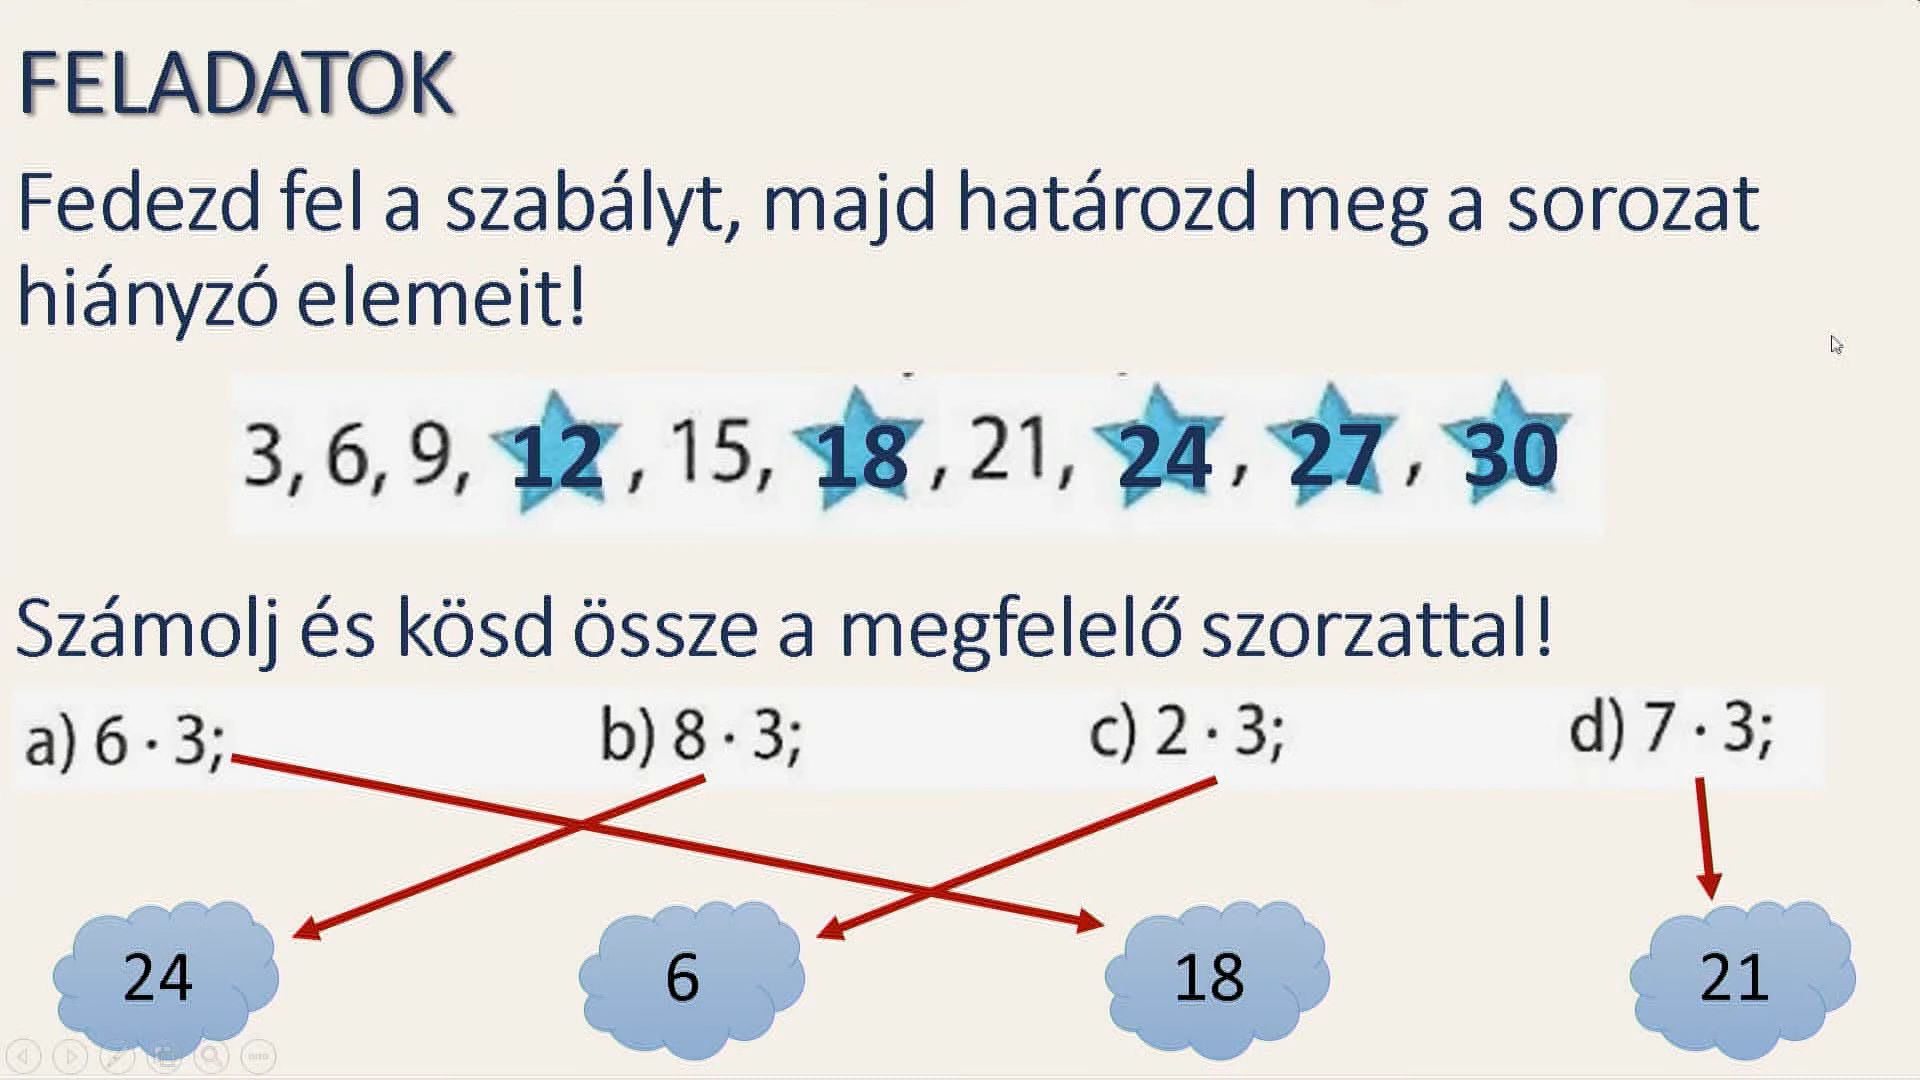 FELADATOK
Fedezd fel a szabályt, majd határozd meg a sorozat
hiányzó elemeit!
3, 6, 9, 12, 15, 18, 21, 24, 27, 30
Számolj és kösd össze a megfelelő szorzattal!
a) 6 · 3; b) 8 · 3; c) 2 · 3; d) 7 · 3;
24 6 18 21